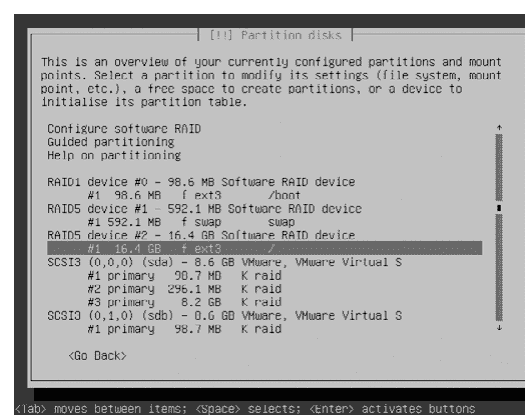 [!!] Partition disks
This is an overview of your currently configured partitions and mount
points. Select a partition to modify its settings (file system, mount
point, etc.), a free space to create partitions, or a device to
initialise its partition table.
Configure software RAID
Guided partitioning
Help on partitioning
RAID1 device #0 - 98.6 MB Software RAID device
#1 98.6 MB f ext3 /boot
RAID5 device #1 - 592.1 MB Software RAID device
#1 592.1 MB f swap swap
RAID5 device #2 - 16.4 GB Software RAID device
#1 16.4 GB f ext3 /
SCSI3 (0,0,0) (sda) - 8.6 GB VMware, VMware Virtual S
#1 primary 98.7 MB K raid
#2 primary 296.1 MB K raid
#3 primary 8.2 GB K raid
SCSI3 (0,1,0) (sdb) - 8.6 GB VMware, VMware Virtual S
#1 primary 98.7 MB K raid
<Go Back>
<Tab> moves between items; <Space> selects; <Enter> activates buttons